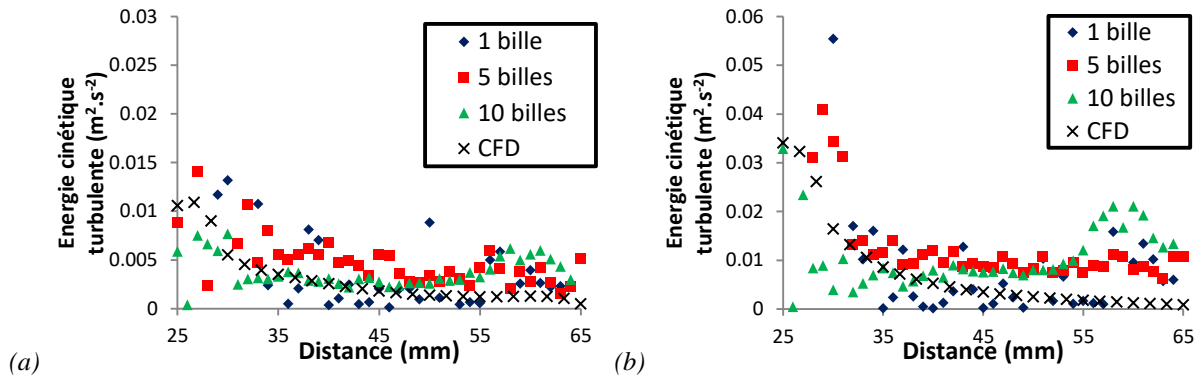 0.03
0.025
0.02
0.015
0.01
0.005
0
Energie cinétique
turbulente (m².s⁻²)
25 35 45 55 65
Distance (mm)
1 bille
5 billes
10 billes
CFD
(a)
0.06
0.05
0.04
0.03
0.02
0.01
0
Energie cinétique
turbulente (m².s⁻²)
25 35 45 55 65
Distance (mm)
1 bille
5 billes
10 billes
CFD
(b)